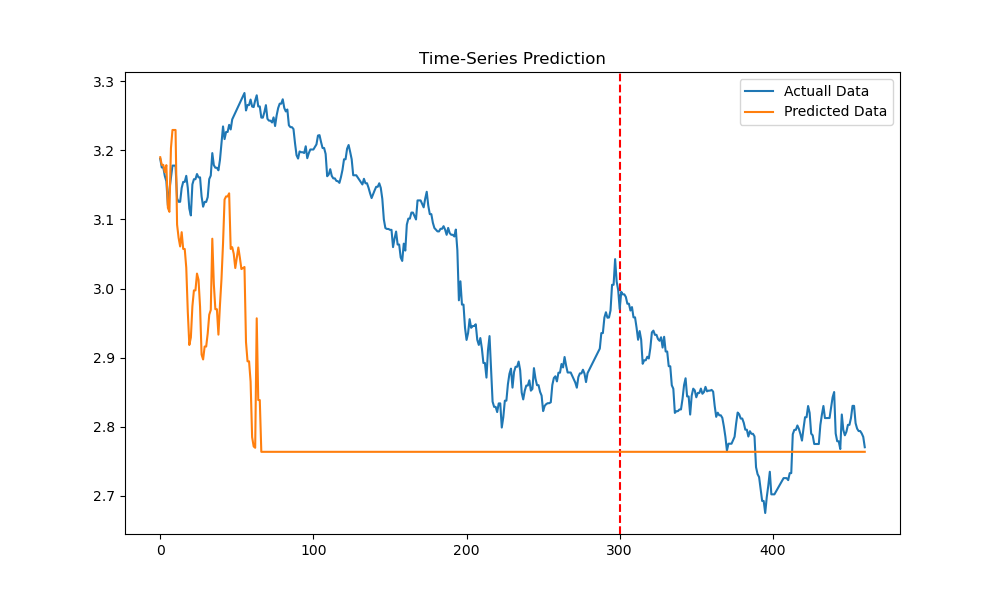 Time-Series Prediction
Actuall Data
Predicted Data
3.3
3.2
3.1
3.0
2.9
2.8
2.7
0 100 200 300 400